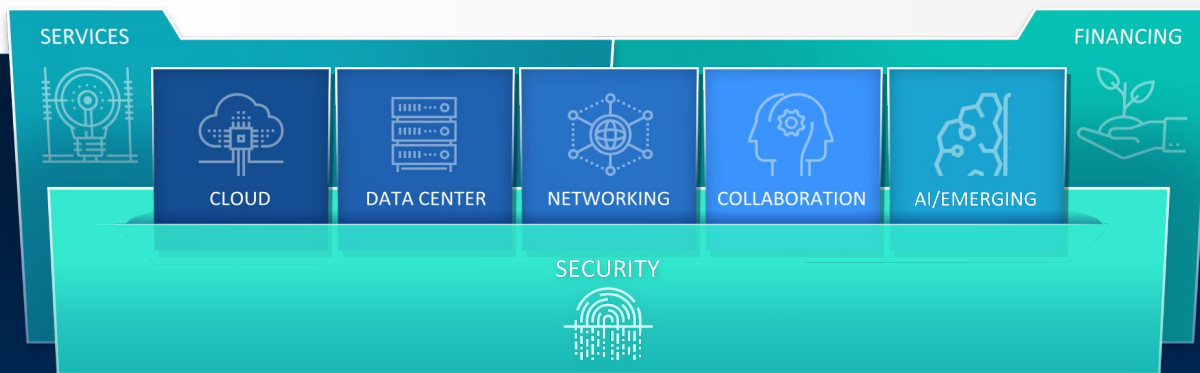 SERVICES
FINANCING
CLOUD
DATA CENTER
NETWORKING
COLLABORATION
AI/EMERGING
SECURITY